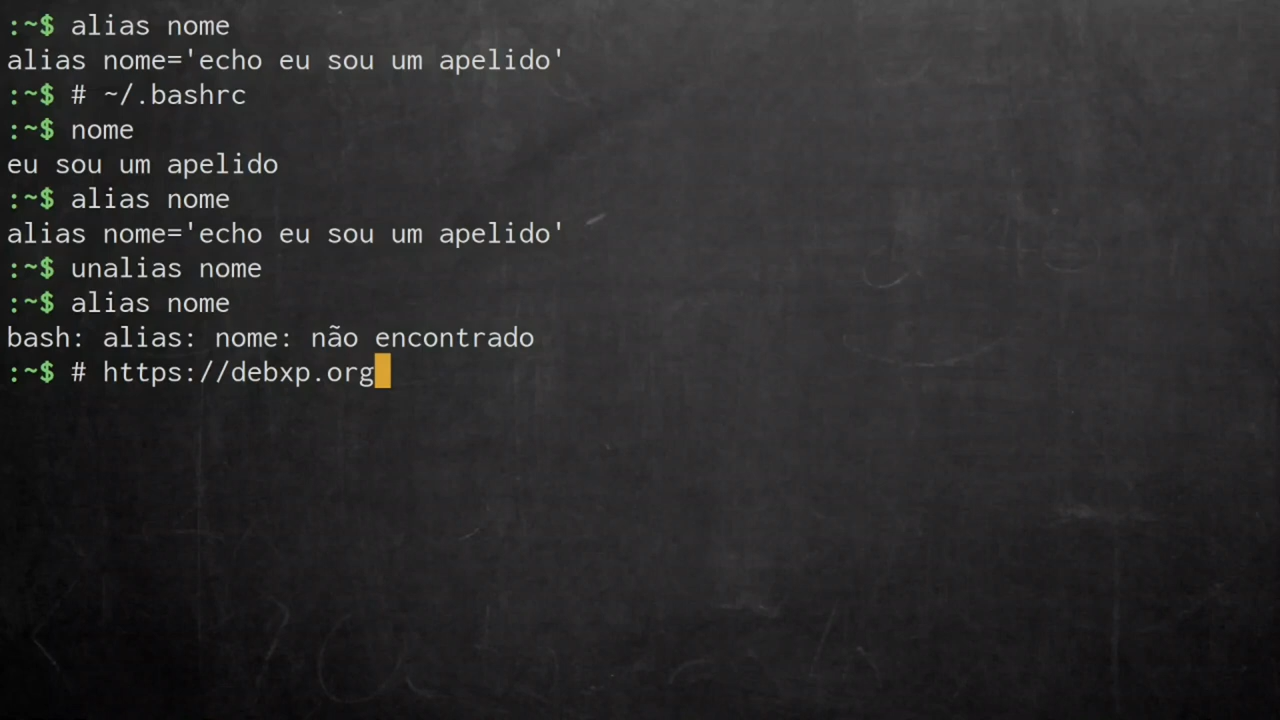 :~$ alias nome
alias nome='echo eu sou um apelido'
:~$ # ~/.bashrc
:~$ nome
eu sou um apelido
:~$ alias nome
alias nome='echo eu sou um apelido'
:~$ unalias nome
:~$ alias nome
bash: alias: nome: não encontrado
:~$ # https://debxp.org